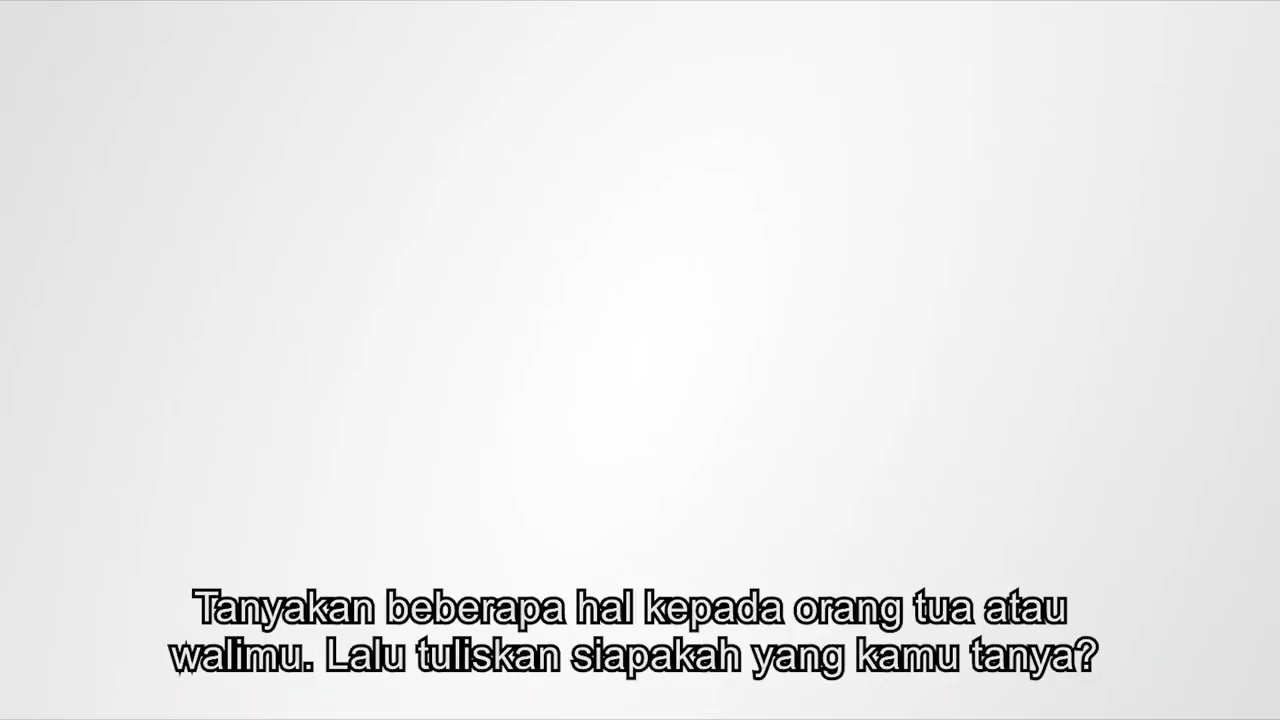 Tanyakan beberapa hal kepada orang tua atau
walimu. Lalu tuliskan siapakah yang kamu tanya?